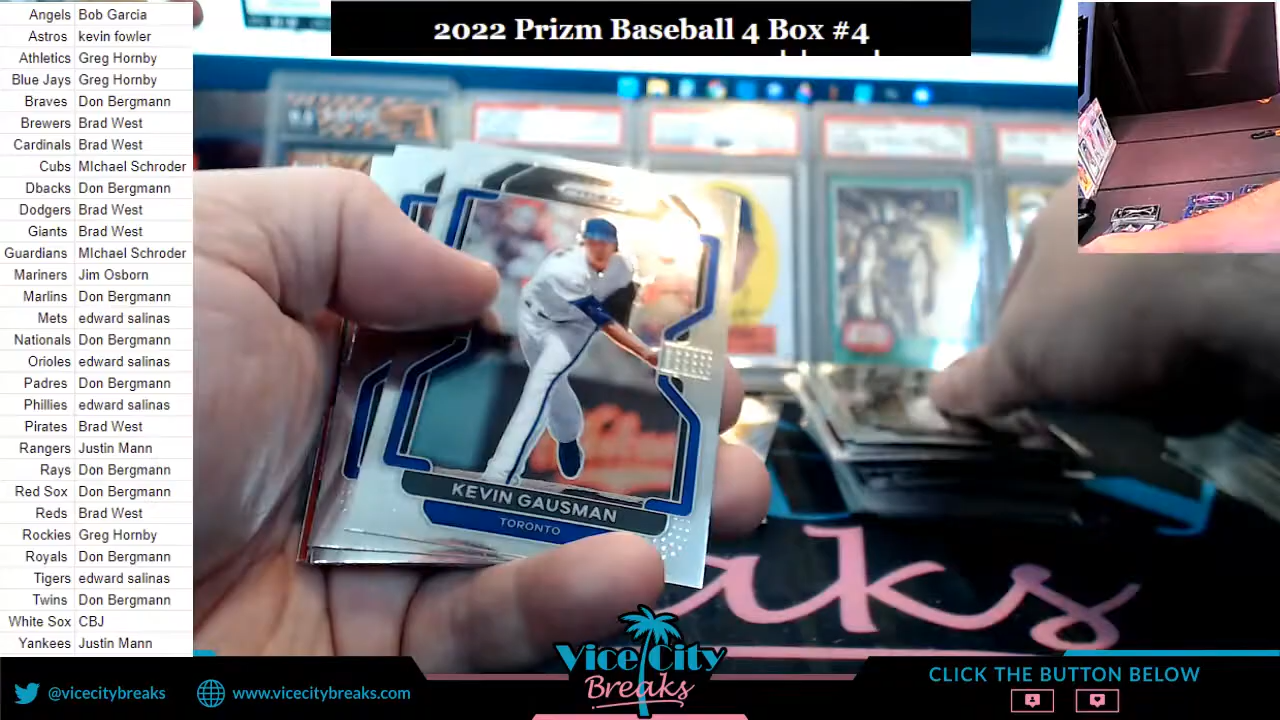 2022 Prizm Baseball 4 Box #4
Angels Bob Garcia
Astros kevin fowler
Athletics Greg Hornby
Blue Jays Greg Hornby
Braves Don Bergmann
Brewers Brad West
Cardinals Brad West
Cubs MIchael Schroder
Dbacks Don Bergmann
Dodgers Brad West
Giants Brad West
Guardians MIchael Schroder
Mariners Jim Osborn
Marlins Don Bergmann
Mets edward salinas
Nationals Don Bergmann
Orioles edward salinas
Padres Don Bergmann
Phillies edward salinas
Pirates Brad West
Rangers Justin Mann
Rays Don Bergmann
Red Sox Don Bergmann
Reds Brad West
Rockies Greg Hornby
Royals Don Bergmann
Tigers edward salinas
Twins Don Bergmann
White Sox CBJ
Yankees Justin Mann
KEVIN GAUSMAN
TORONTO
aks
@vicecitybreaks
www.vicecitybreaks.com
Vice City
Breaks
CLICK THE BUTTON BELOW